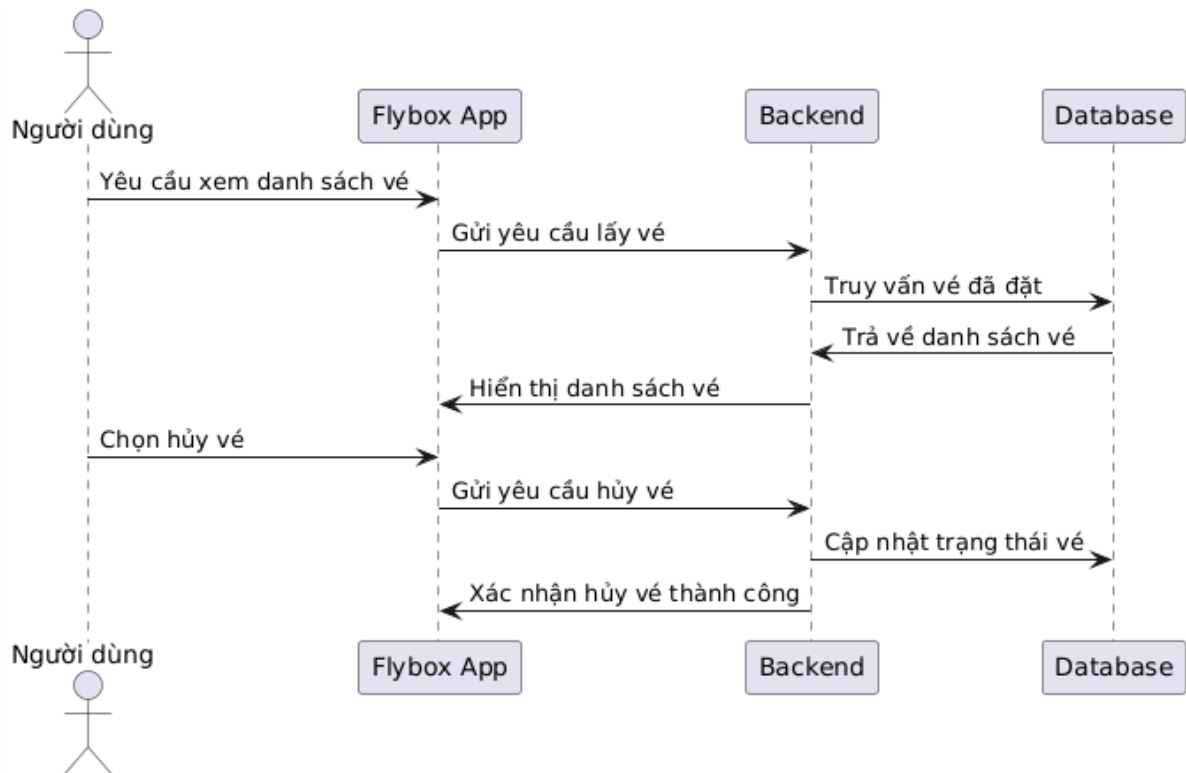 Người dùng
Flybox App
Backend
Database
Yêu cầu xem danh sách vé
Gửi yêu cầu lấy vé
Truy vấn vé đã đặt
Trả về danh sách vé
Hiển thị danh sách vé
Chọn hủy vé
Gửi yêu cầu hủy vé
Cập nhật trạng thái vé
Xác nhận hủy vé thành công
Người dùng
Flybox App
Backend
Database